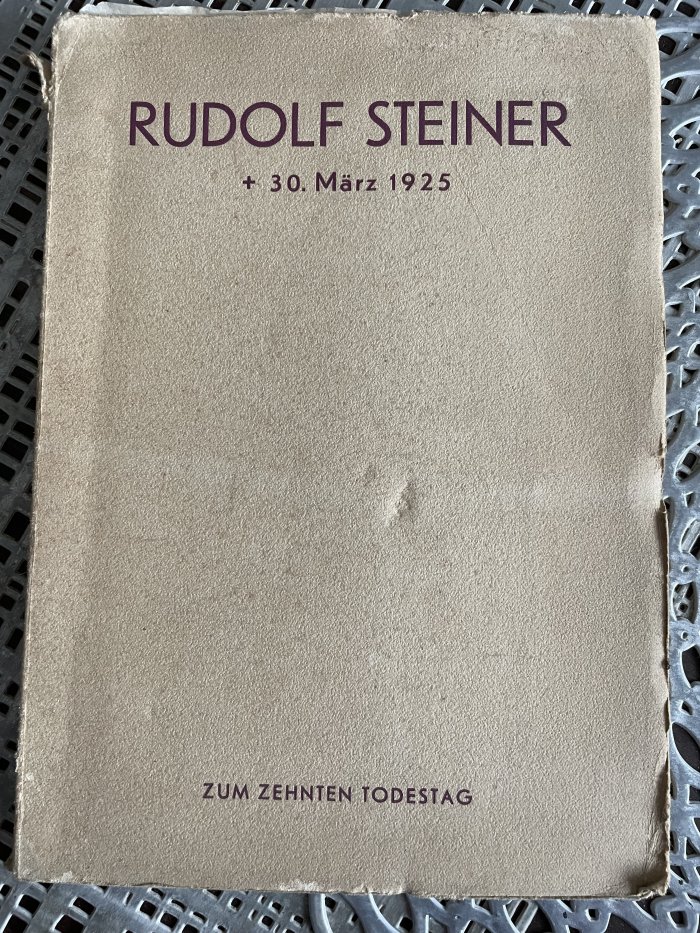 RUDOLF STEINER
+ 30. März 1925
ZUM ZEHNTEN TODESTAG